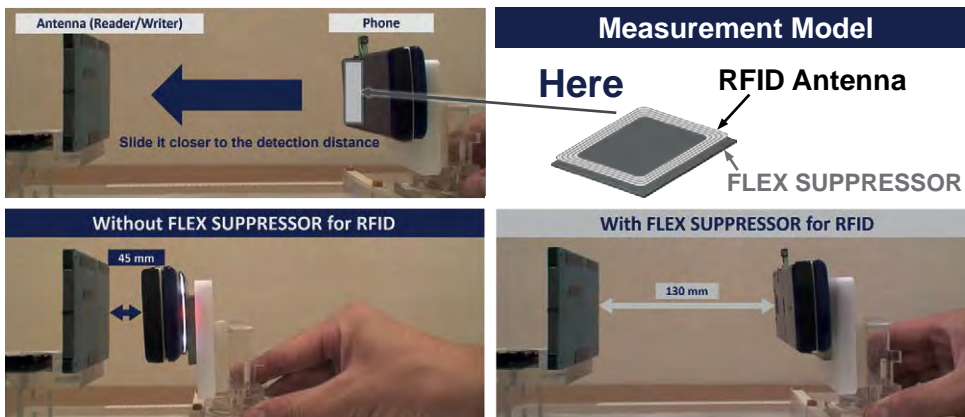 Antenna (Reader/Writer)
Phone
Slide it closer to the detection distance
Measurement Model
Here
RFID Antenna
FLEX SUPPRESSOR
Without FLEX SUPPRESSOR for RFID
45 mm
With FLEX SUPPRESSOR for RFID
130 mm